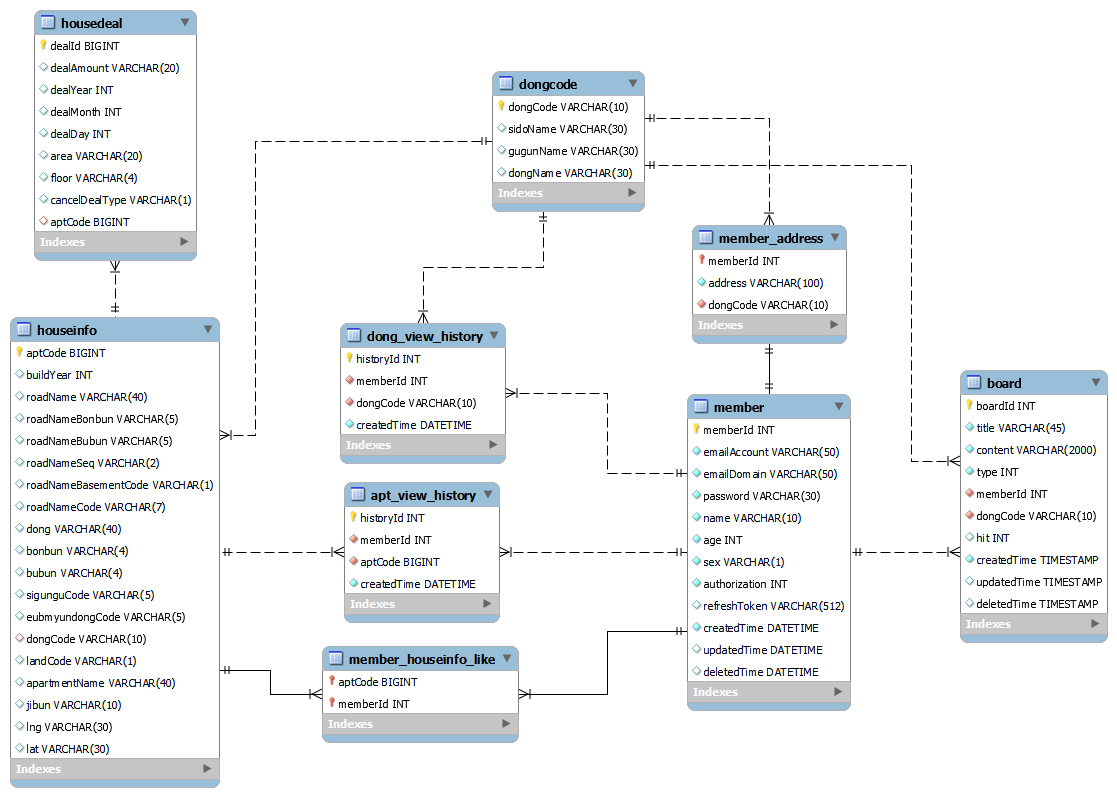 housedeal
dealId BIGINT
dealAmount VARCHAR(20)
dealYear INT
dealMonth INT
dealDay INT
area VARCHAR(20)
floor VARCHAR(4)
cancelDealType VARCHAR(1)
aptCode BIGINT
Indexes
dongcode
dongCode VARCHAR(10)
sidoName VARCHAR(30)
gugunName VARCHAR(30)
dongName VARCHAR(30)
Indexes
member_address
memberId INT
address VARCHAR(100)
dongCode VARCHAR(10)
Indexes
houseinfo
aptCode BIGINT
buildYear INT
roadName VARCHAR(40)
roadNameBonbun VARCHAR(5)
roadNameBubun VARCHAR(5)
roadNameSeq VARCHAR(2)
roadNameBasementCode VARCHAR(1)
roadNameCode VARCHAR(7)
dong VARCHAR(40)
bonbun VARCHAR(4)
bubun VARCHAR(4)
sigunguCode VARCHAR(5)
eubmyundongCode VARCHAR(5)
dongCode VARCHAR(10)
landCode VARCHAR(1)
apartmentName VARCHAR(40)
jibun VARCHAR(10)
lng VARCHAR(30)
lat VARCHAR(30)
Indexes
dong_view_history
historyId INT
memberId INT
dongCode VARCHAR(10)
createdTime DATETIME
Indexes
apt_view_history
historyId INT
memberId INT
aptCode BIGINT
createdTime DATETIME
Indexes
member_houseinfo_like
aptCode BIGINT
memberId INT
Indexes
member
memberId INT
emailAccount VARCHAR(50)
emailDomain VARCHAR(50)
password VARCHAR(30)
name VARCHAR(10)
age INT
sex VARCHAR(1)
authorization INT
refreshToken VARCHAR(512)
createdTime DATETIME
updatedTime DATETIME
deletedTime DATETIME
Indexes
board
boardId INT
title VARCHAR(45)
content VARCHAR(2000)
type INT
memberId INT
dongCode VARCHAR(10)
hit INT
createdTime TIMESTAMP
updatedTime TIMESTAMP
deletedTime TIMESTAMP
Indexes